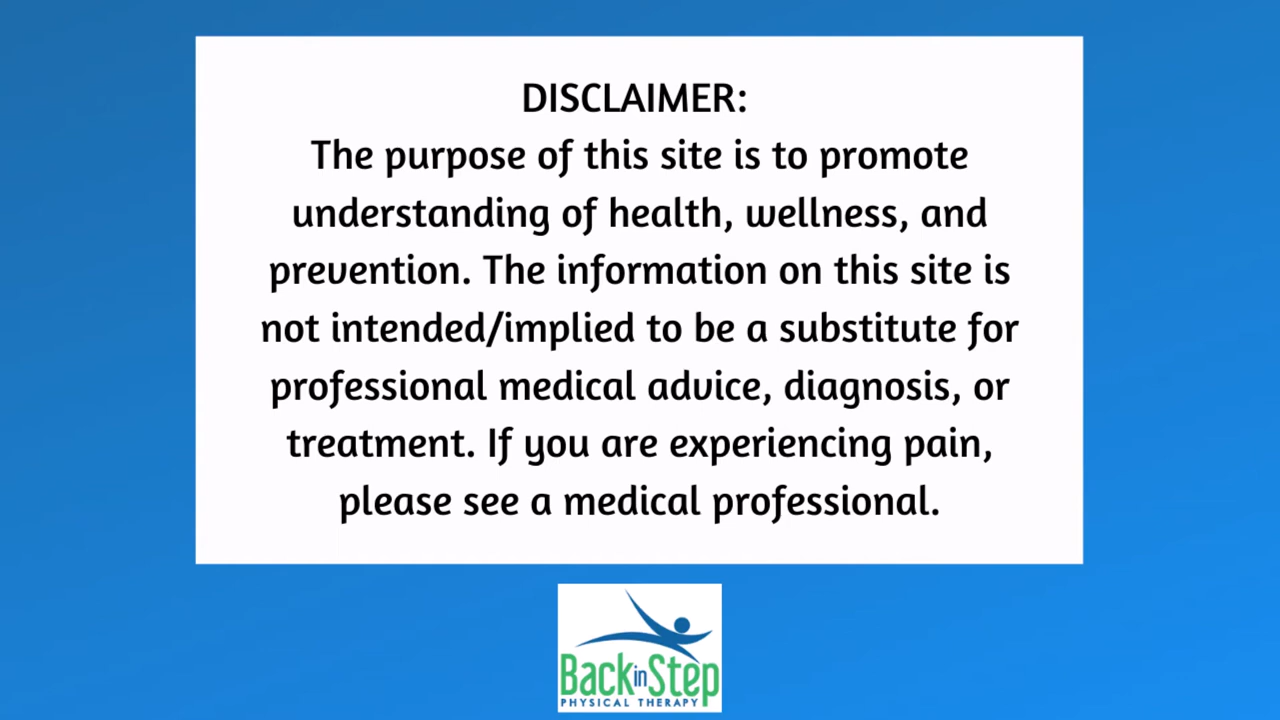 DISCLAIMER:
The purpose of this site is to promote
understanding of health, wellness, and
prevention. The information on this site is
not intended/implied to be a substitute for
professional medical advice, diagnosis, or
treatment. If you are experiencing pain,
please see a medical professional.
Back in Step
PHYSICAL THERAPY